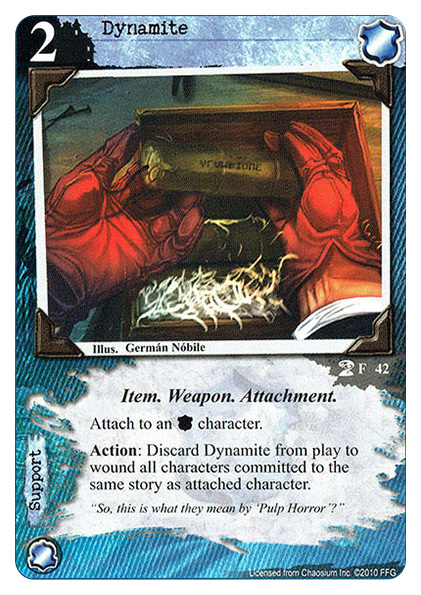 2
Dynamite
Illus. Germán Nóbile
F 42
Item. Weapon. Attachment.
Attach to an character.
Action: Discard Dynamite from play to
wound all characters committed to the
same story as attached character.
"So, this is what they mean by 'Pulp Horror'?"
Support
Licensed from Chaosium Inc. ©2010 FFG